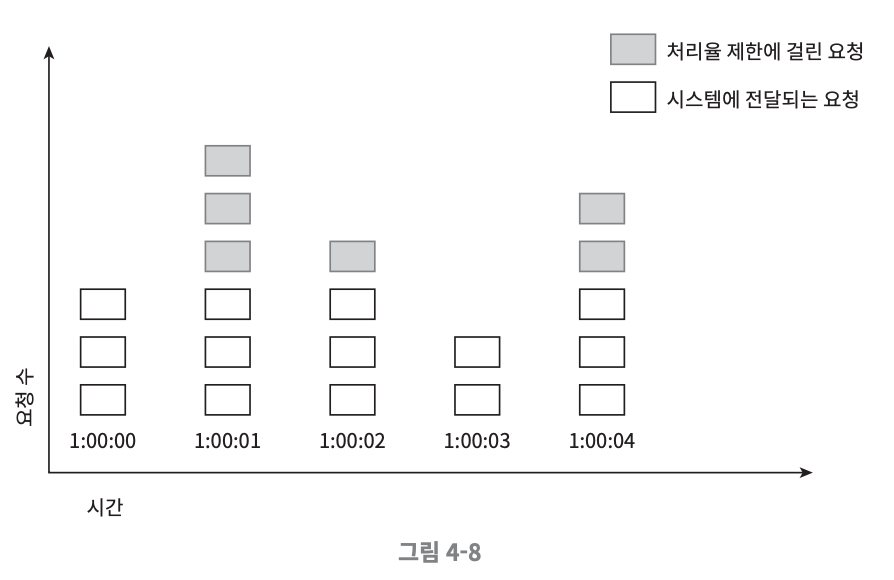 처리율 제한에 걸린 요청
시스템에 전달되는 요청
요청 수
1:00:00 1:00:01 1:00:02 1:00:03 1:00:04
시간
그림 4-8